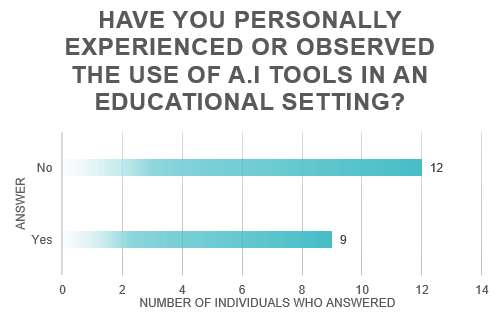 HAVE YOU PERSONALLY
EXPERIENCED OR OBSERVED
THE USE OF A.I TOOLS IN AN
EDUCATIONAL SETTING?
ANSWER
No
12
Yes
9
0 2 4 6 8 10 12 14
NUMBER OF INDIVIDUALS WHO ANSWERED